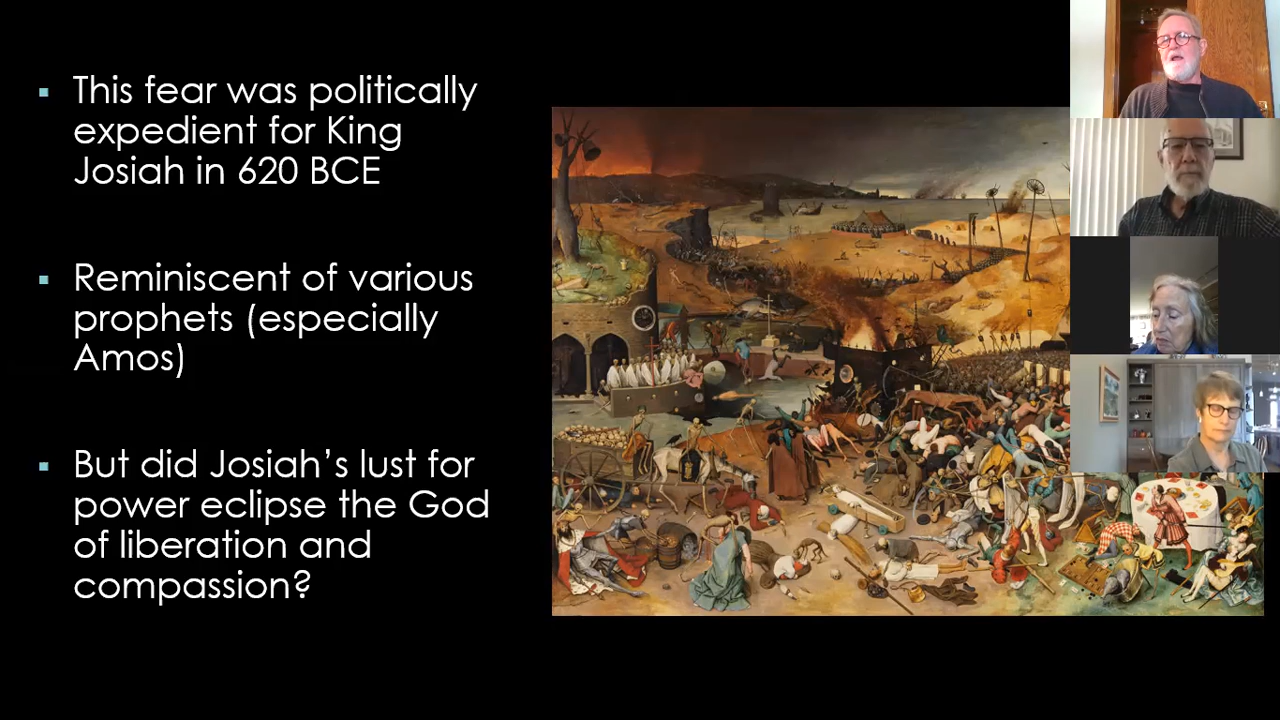 This fear was politically
expedient for King
Josiah in 620 BCE
Reminiscent of various
prophets (especially
Amos)
But did Josiah's lust for
power eclipse the God
of liberation and
compassion?